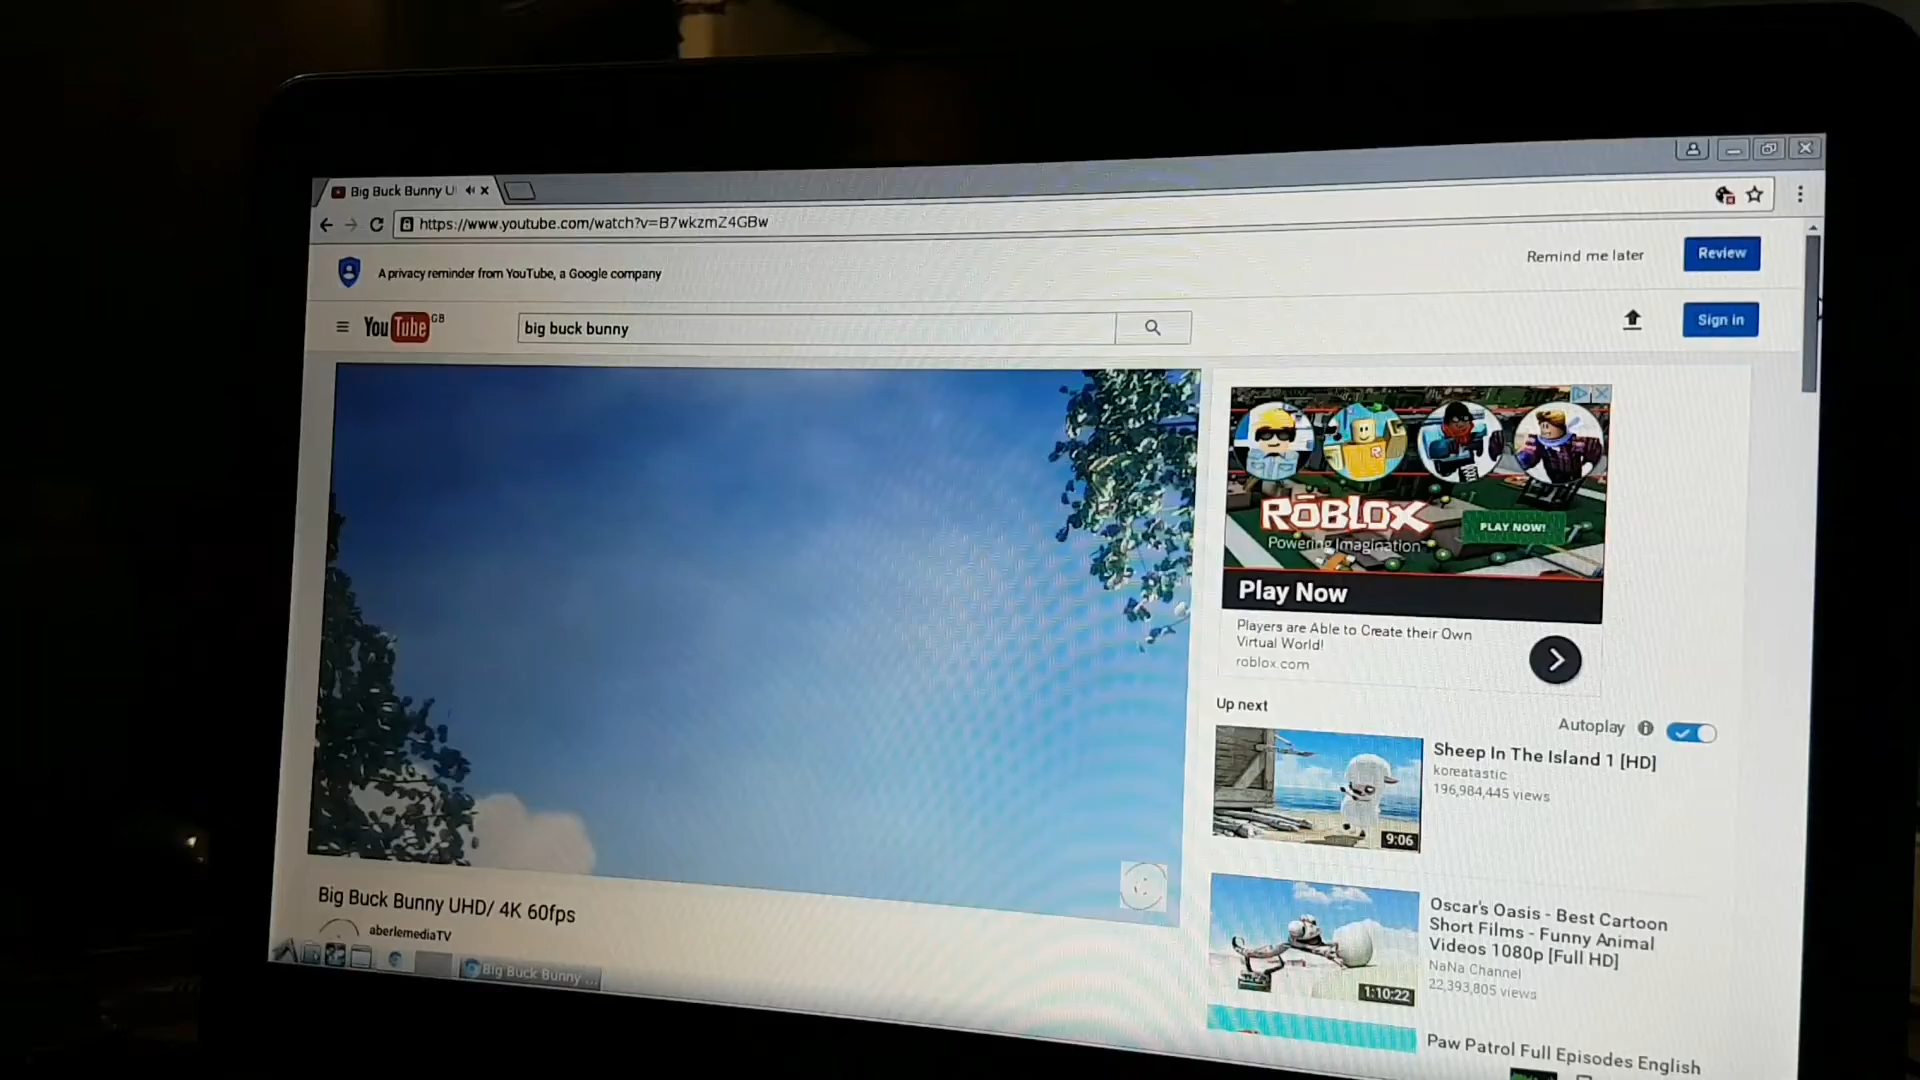 Big Buck Bunny U
https://www.youtube.com/watch?v=B7wkzmZ4GBw
A privacy reminder from YouTube, a Google company
Remind me later
Review
YouTube GB
big buck bunny
Sign in
ROBLOX
Powering Imagination
PLAY NOW!
Play Now
Players are Able to Create their Own
Virtual World!
roblox.com
Up next
Autoplay
Sheep In The Island 1 [HD]
koreatastic
196,984,445 views
9:06
Oscar's Oasis - Best Cartoon
Short Films - Funny Animal
Videos 1080p [Full HD]
NaNa Channel
22,393,805 views
1:10:22
Paw Patrol Full Episodes English
Big Buck Bunny UHD/ 4K 60fps
aberlemediaTV
Big Buck Bunny ...